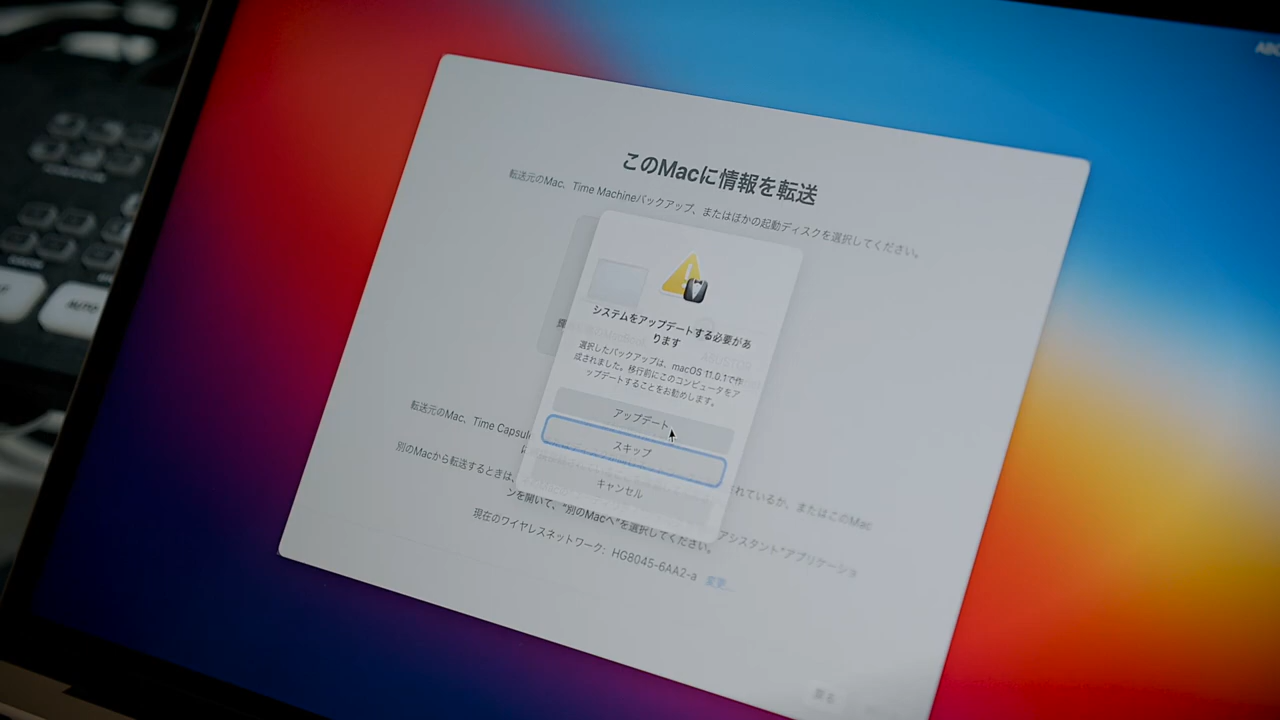 このMacに情報を転送
転送元のMac、Time Machineバックアップ、またはほかの起動ディスクを選択してください。
システムをアップデートする必要があ
ります
選択したバックアップは、macOS 11.0.1で作
成されました。移行前にこのコンピュータをア
ップデートすることをお勧めします。
アップデート
スキップ
キャンセル
転送元のMac、Time Capsule
されているか、またはこのMac
別のMacから転送するときは、
アシスタント"アプリケーショ
ンを開いて、"別のMacへ"を選択してください。
現在のワイヤレスネットワーク: HG8045-6AA2-a 変更...
戻る
AUTO